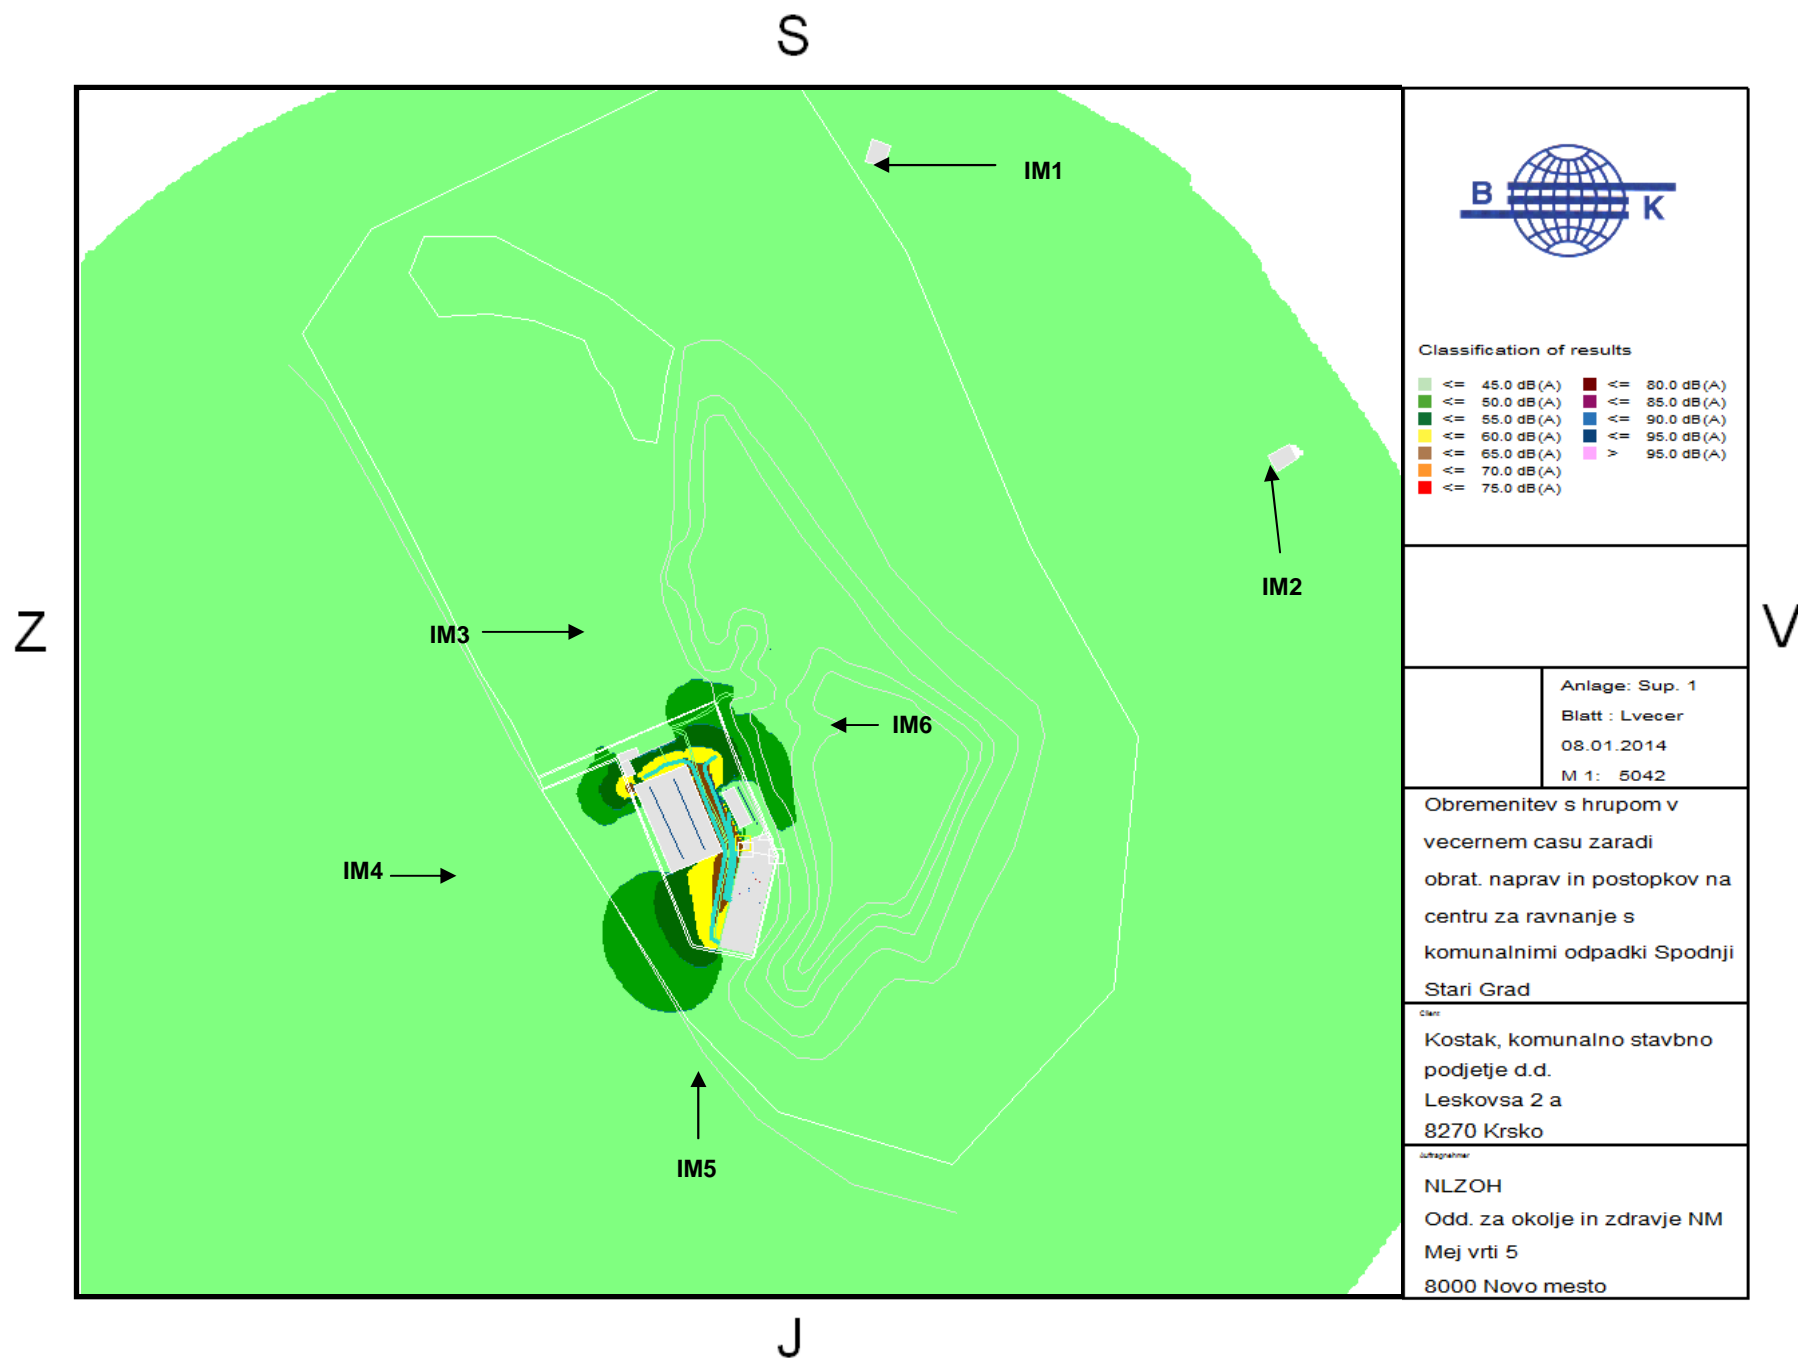 S
IM1
B
K
Classification of results
<= 45.0 dB(A)
<= 50.0 dB(A)
<= 55.0 dB(A)
<= 60.0 dB(A)
<= 65.0 dB(A)
<= 70.0 dB(A)
<= 75.0 dB(A)
<= 80.0 dB(A)
<= 85.0 dB(A)
<= 90.0 dB(A)
<= 95.0 dB(A)
> 95.0 dB(A)
IM2
Z
IM3
V
IM6
IM4
IM5
J
Anlage: Sup. 1
Blatt : Lvecer
08.01.2014
M 1: 5042
Obremenitev s hrupom v
vecernem casu zaradi
obrat. naprav in postopkov na
centru za ravnanje s
komunalnimi odpadki Spodnji
Stari Grad
Client
Kostak, komunalno stavbno
podjetje d.d.
Leskovsa 2 a
8270 Krsko
Auftragnehmer
NLZOH
Odd. za okolje in zdravje NM
Mej vrti 5
8000 Novo mesto